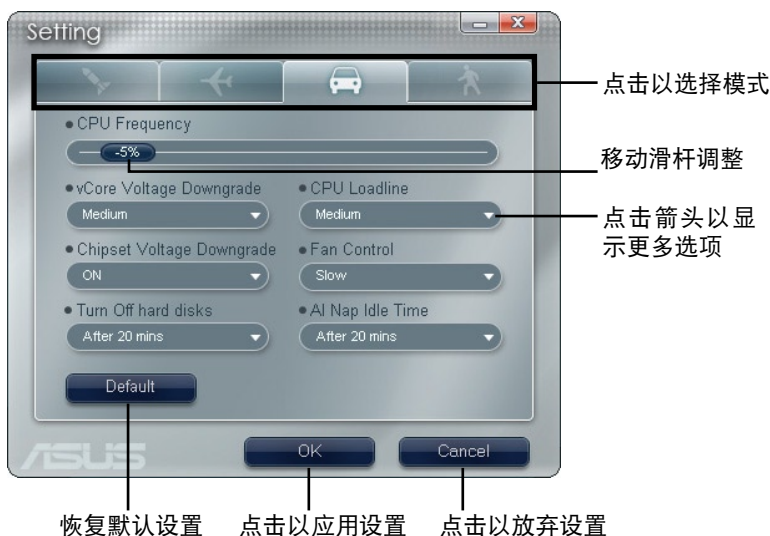 Setting
点击以选择模式
CPU Frequency
-5%
移动滑杆调整
vCore Voltage Downgrade
CPU Loadline
Medium
Medium
点击箭头以显
示更多选项
Chipset Voltage Downgrade
Fan Control
ON
Slow
Turn Off hard disks
AI Nap Idle Time
After 20 mins
After 20 mins
Default
ASUS
OK
Cancel
恢复默认设置
点击以应用设置
点击以放弃设置